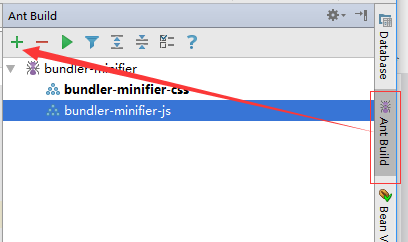 Ant Build
bundler-minifier
bundler-minifier-css
bundler-minifier-js
Database
Ant Build
Bean V